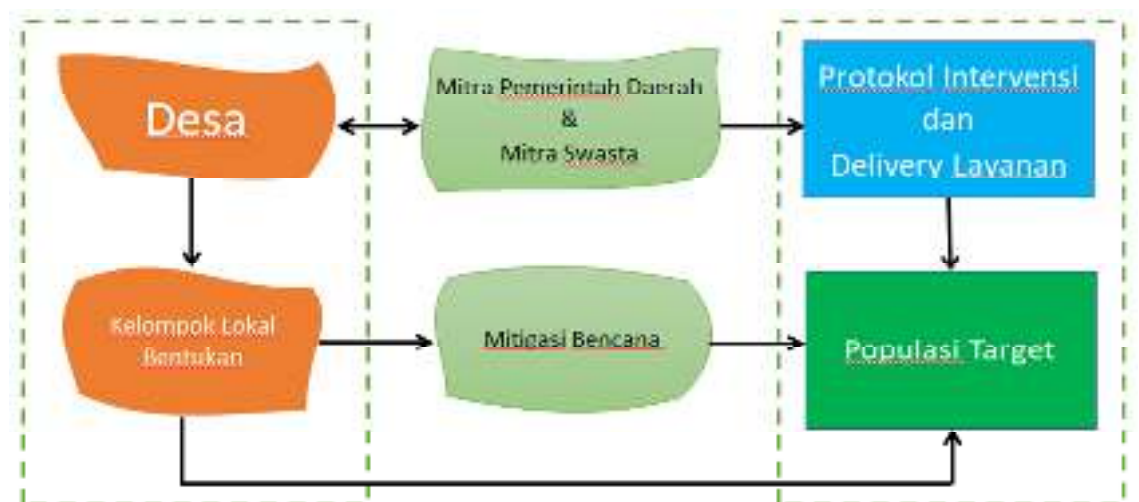 Desa
Mitra Pemerintah Daerah
&
Mitra Swasta
Protokol Intervensi
dan
Delivery Layanan
Kelompok Lokal
Bentukan
Mitigasi Bencana
Populasi Target